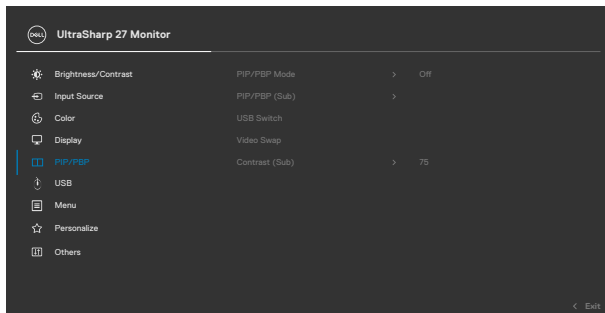 DELL UltraSharp 27 Monitor
Brightness/Contrast PIP/PBP Mode > Off
Input Source PIP/PBP (Sub) >
Color USB Switch
Display Video Swap
PIP/PBP Contrast (Sub) > 75
USB
Menu
Personalize
Others
< Exit